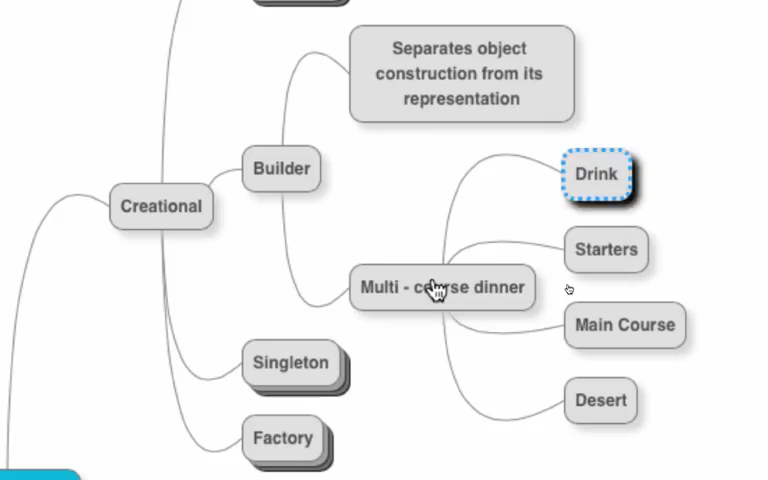 Separates object
construction from its
representation
Builder
Drink
Creational
Starters
Multi - course dinner
Main Course
Singleton
Desert
Factory